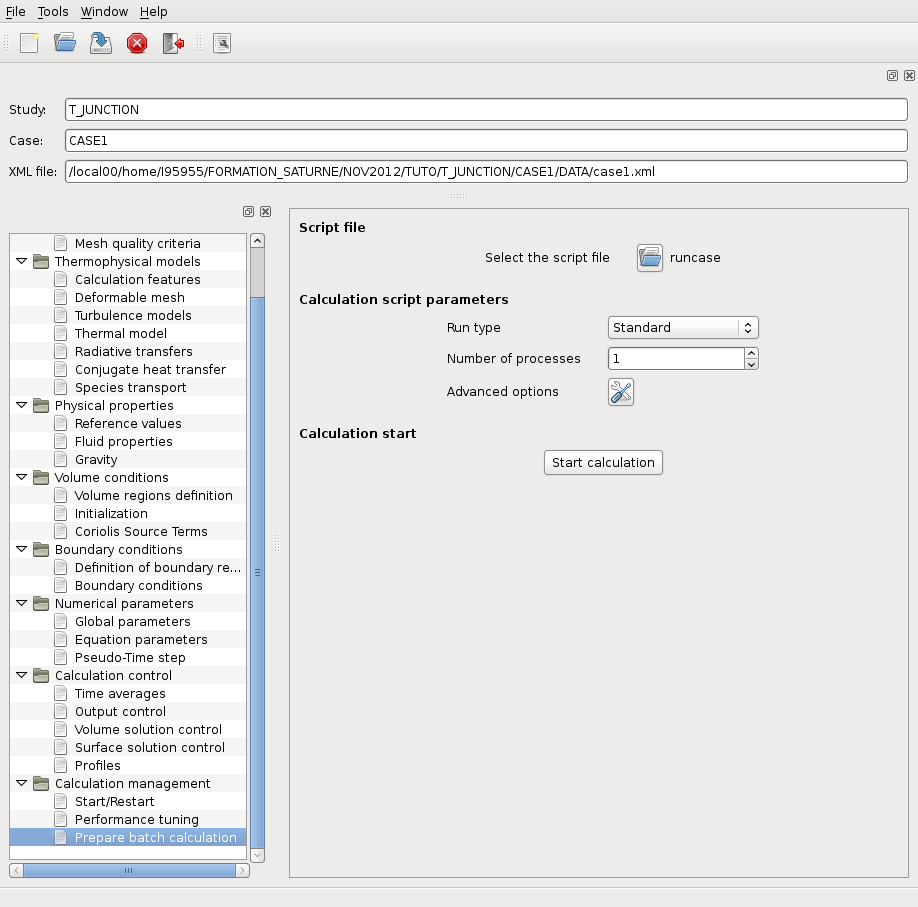 File Tools Window Help
Study: T_JUNCTION
Case: CASE1
XML file: /local00/home/I95955/FORMATION_SATURNE/NOV2012/TUTO/T_JUNCTION/CASE1/DATA/case1.xml
Mesh quality criteria
Thermophysical models
Calculation features
Deformable mesh
Turbulence models
Thermal model
Radiative transfers
Conjugate heat transfer
Species transport
Physical properties
Reference values
Fluid properties
Gravity
Volume conditions
Volume regions definition
Initialization
Coriolis Source Terms
Boundary conditions
Definition of boundary re...
Boundary conditions
Numerical parameters
Global parameters
Equation parameters
Pseudo-Time step
Calculation control
Time averages
Output control
Volume solution control
Surface solution control
Profiles
Calculation management
Start/Restart
Performance tuning
Prepare batch calculation
Script file
Select the script file runcase
Calculation script parameters
Run type Standard
Number of processes 1
Advanced options
Calculation start
Start calculation